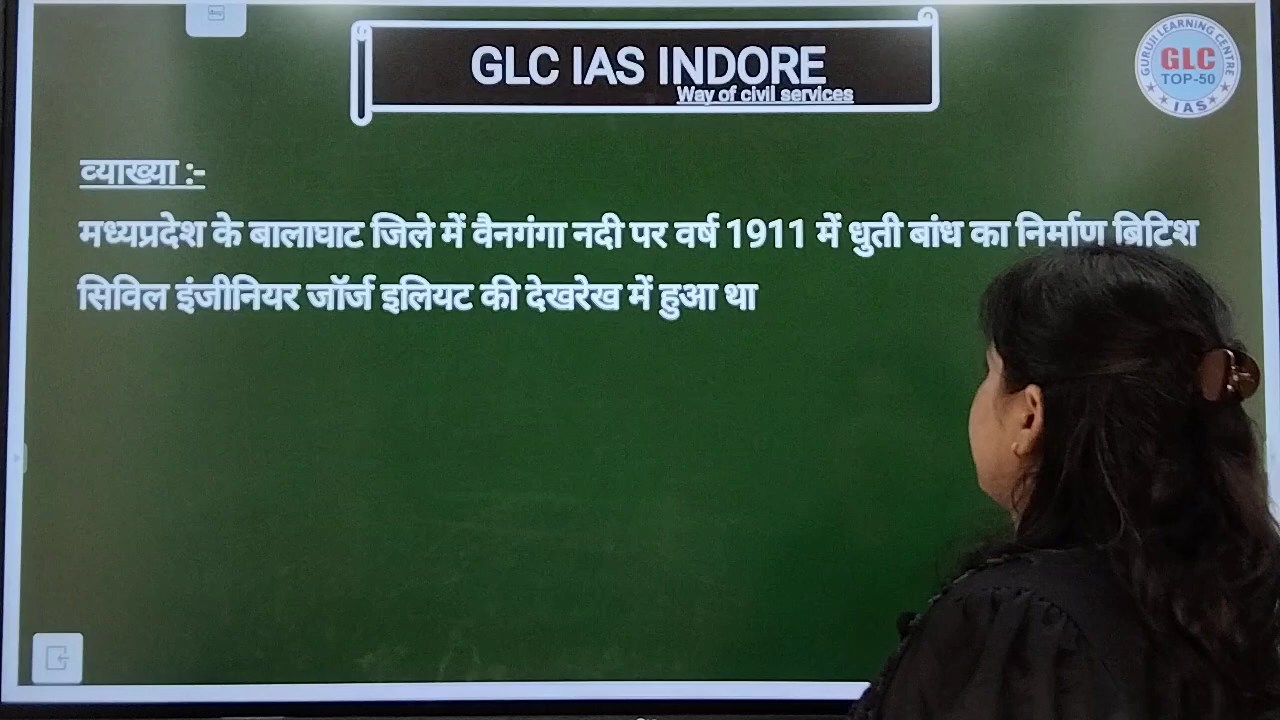 GLC IAS INDORE
Way of civil services
GURUJI LEARNING CENTRE
GLC
TOP-50
IAS
व्याख्या :-
मध्यप्रदेश के बालाघाट जिले में वैनगंगा नदी पर वर्ष 1911 में धुती बांध का निर्माण ब्रिटिश
सिविल इंजीनियर जॉर्ज इलियट की देखरेख में हुआ था